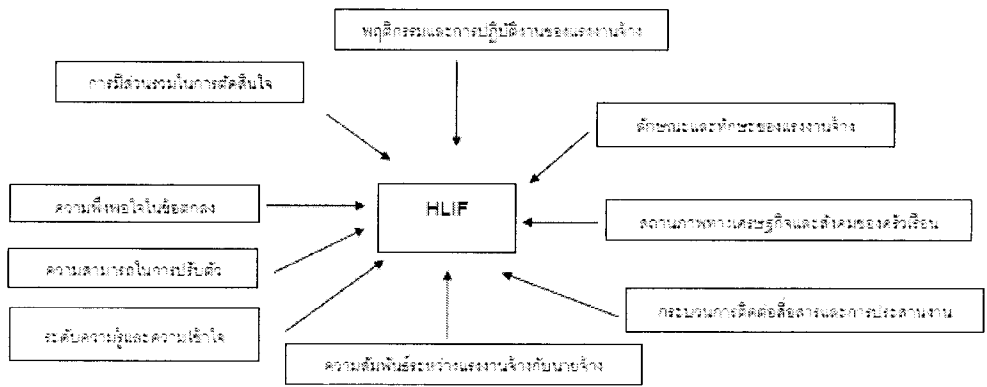 พฤติกรรมและการปฏิบัติงานของแรงงานจ้าง
การมีส่วนรวมในการตัดสินใจ
ลักษณะและทักษะของแรงงานจ้าง
ความพึงพอใจในข้อตกลง
HLIF
สถานภาพทางเศรษฐกิจและสังคมของครัวเรือน
ความสามารถในการปรับตัว
กระบวนการติดต่อสื่อสารและการประสานงาน
ระดับความรู้และความเข้าใจ
ความสัมพันธ์ระหว่างแรงงานจ้างกับนายจ้าง